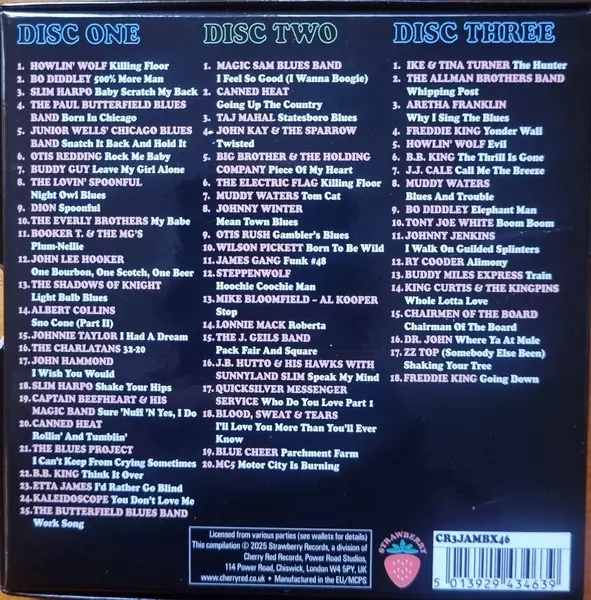 DISC ONE
1. HOWLIN' WOLF Killing Floor
2. BO DIDDLEY 500% More Man
3. SLIM HARPO Baby Scratch My Back
4. THE PAUL BUTTERFIELD BLUES
BAND Born In Chicago
5. JUNIOR WELLS' CHICAGO BLUES
BAND Snatch It Back And Hold It
6. OTIS REDDING Rock Me Baby
7. BUDDY GUY Leave My Girl Alone
8. THE LOVIN' SPOONFUL
Night Owl Blues
9. DION Spoonful
10. THE EVERLY BROTHERS My Babe
11. BOOKER T. & THE MG'S
Plum-Nellie
12. JOHN LEE HOOKER
One Bourbon, One Scotch, One Beer
13. THE SHADOWS OF KNIGHT
Light Bulb Blues
14. ALBERT COLLINS
Sno Cone (Part II)
15. JOHNNIE TAYLOR I Had A Dream
16. THE CHARLATANS 32-20
17. JOHN HAMMOND
I Wish You Would
18. SLIM HARPO Shake Your Hips
19. CAPTAIN BEEFHEART & HIS
MAGIC BAND Sure 'Nuff 'N Yes, I Do
20. CANNED HEAT
Rollin' And Tumblin'
21. THE BLUES PROJECT
I Can't Keep From Crying Sometimes
22. B.B. KING Think It Over
23. ETTA JAMES I'd Rather Go Blind
24. KALEIDOSCOPE You Don't Love Me
25. THE BUTTERFIELD BLUES BAND
Work Song
DISC TWO
1. MAGIC SAM BLUES BAND
I Feel So Good (I Wanna Boogie)
2. CANNED HEAT
Going Up The Country
3. TAJ MAHAL Statesboro Blues
4. JOHN KAY & THE SPARROW
Twisted
5. BIG BROTHER & THE HOLDING
COMPANY Piece Of My Heart
6. THE ELECTRIC FLAG Killing Floor
7. MUDDY WATERS Tom Cat
8. JOHNNY WINTER
Mean Town Blues
9. OTIS RUSH Gambler's Blues
10. WILSON PICKETT Born To Be Wild
11. JAMES GANG Funk #48
12. STEPPENWOLF
Hoochie Coochie Man
13. MIKE BLOOMFIELD – AL KOOPER
Stop
14. LONNIE MACK Roberta
15. THE J. GEILS BAND
Pack Fair And Square
16. J.B. HUTTO & HIS HAWKS WITH
SUNNYLAND SLIM Speak My Mind
17. QUICKSILVER MESSENGER
SERVICE Who Do You Love Part 1
18. BLOOD, SWEAT & TEARS
I'll Love You More Than You'll Ever
Know
19. BLUE CHEER Parchment Farm
20. MC5 Motor City Is Burning
DISC THREE
1. IKE & TINA TURNER The Hunter
2. THE ALLMAN BROTHERS BAND
Whipping Post
3. ARETHA FRANKLIN
Why I Sing The Blues
4. FREDDIE KING Yonder Wall
5. HOWLIN' WOLF Evil
6. B.B. KING The Thrill Is Gone
7. J.J. CALE Call Me The Breeze
8. MUDDY WATERS
Blues And Trouble
9. BO DIDDLEY Elephant Man
10. TONY JOE WHITE Boom Boom
11. JOHNNY JENKINS
I Walk On Guilded Splinters
12. RY COODER Alimony
13. BUDDY MILES EXPRESS Train
14. KING CURTIS & THE KINGPINS
Whole Lotta Love
15. CHAIRMEN OF THE BOARD
Chairman Of The Board
16. DR. JOHN Where Ya At Mule
17. ZZ TOP (Somebody Else Been)
Shaking Your Tree
18. FREDDIE KING Going Down
Licensed from various parties (see wallets for details)
This compilation © 2025 Strawberry Records, a division of
Cherry Red Records, Power Road Studios,
114 Power Road, Chiswick, London W4 5PY, UK
www.cherryred.co.uk • Manufactured in the EU/MCPS
STRAWBERRY
CR3JAMBX46
5 013929 434639